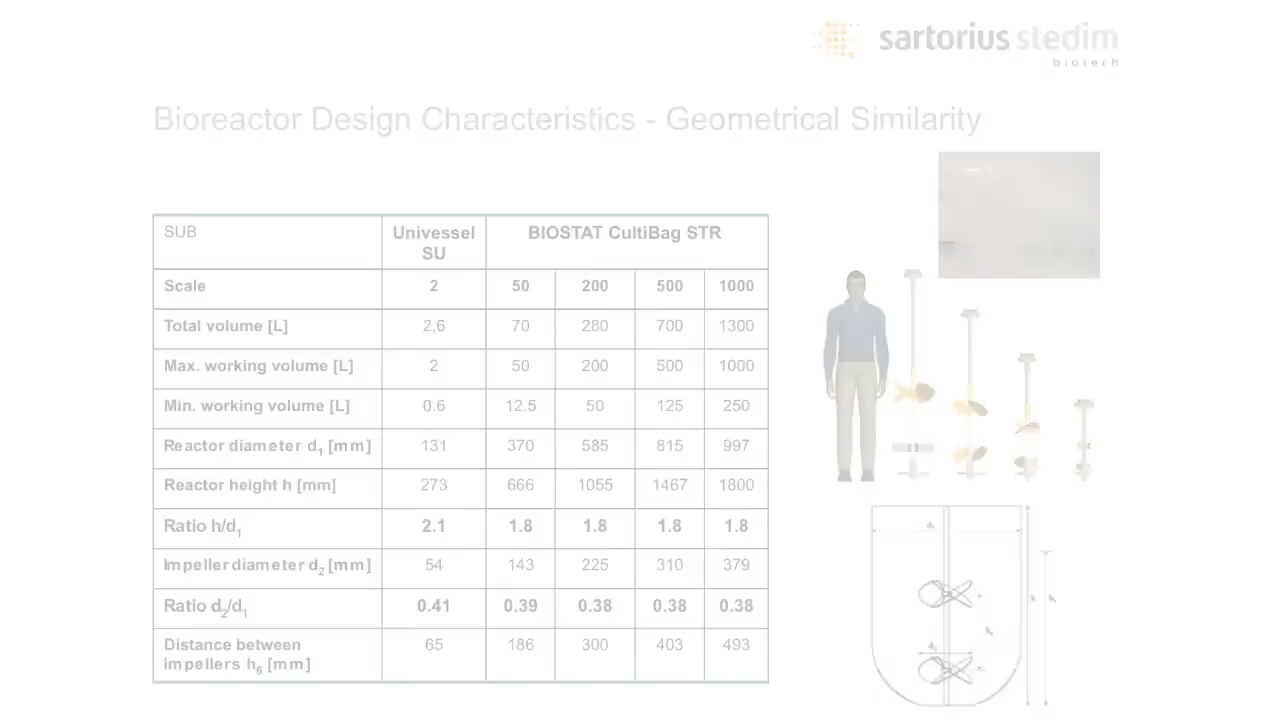 sartorius stedim
biotech
Bioreactor Design Characteristics - Geometrical Similarity
SUB Univessel SU BIOSTAT CultiBag STR
Scale 2 50 200 500 1000
Total volume [L] 2,6 70 280 700 1300
Max. working volume [L] 2 50 200 500 1000
Min. working volume [L] 0.6 12.5 50 125 250
Reactor diameter d1 [mm] 131 370 585 815 997
Reactor height h [mm] 273 666 1055 1467 1800
Ratio h/d1 2.1 1.8 1.8 1.8 1.8
Impeller diameter d2 [mm] 54 143 225 310 379
Ratio d2/d1 0.41 0.39 0.38 0.38 0.38
Distance between 65 186 300 403 493
impellers h6 [mm]